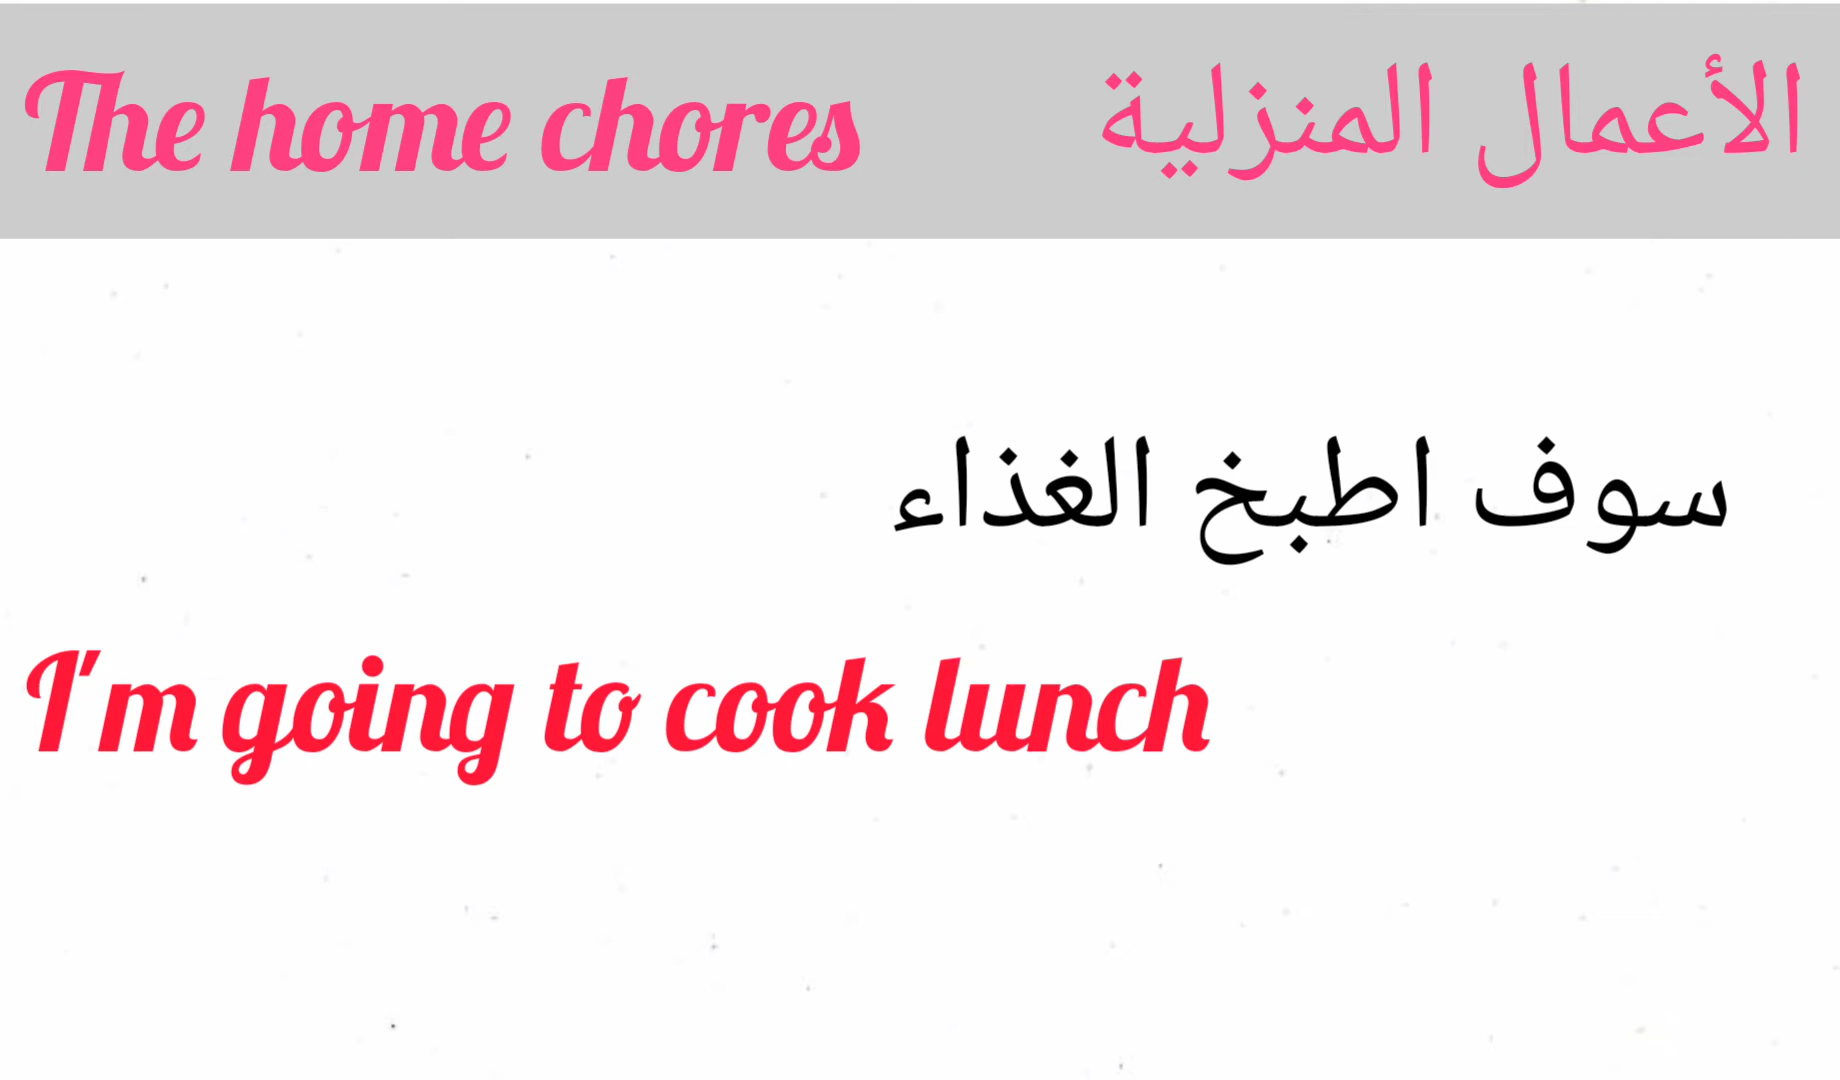 The home chores الأعمال المنزلية
سوف اطبخ الغذاء
I'm going to cook lunch